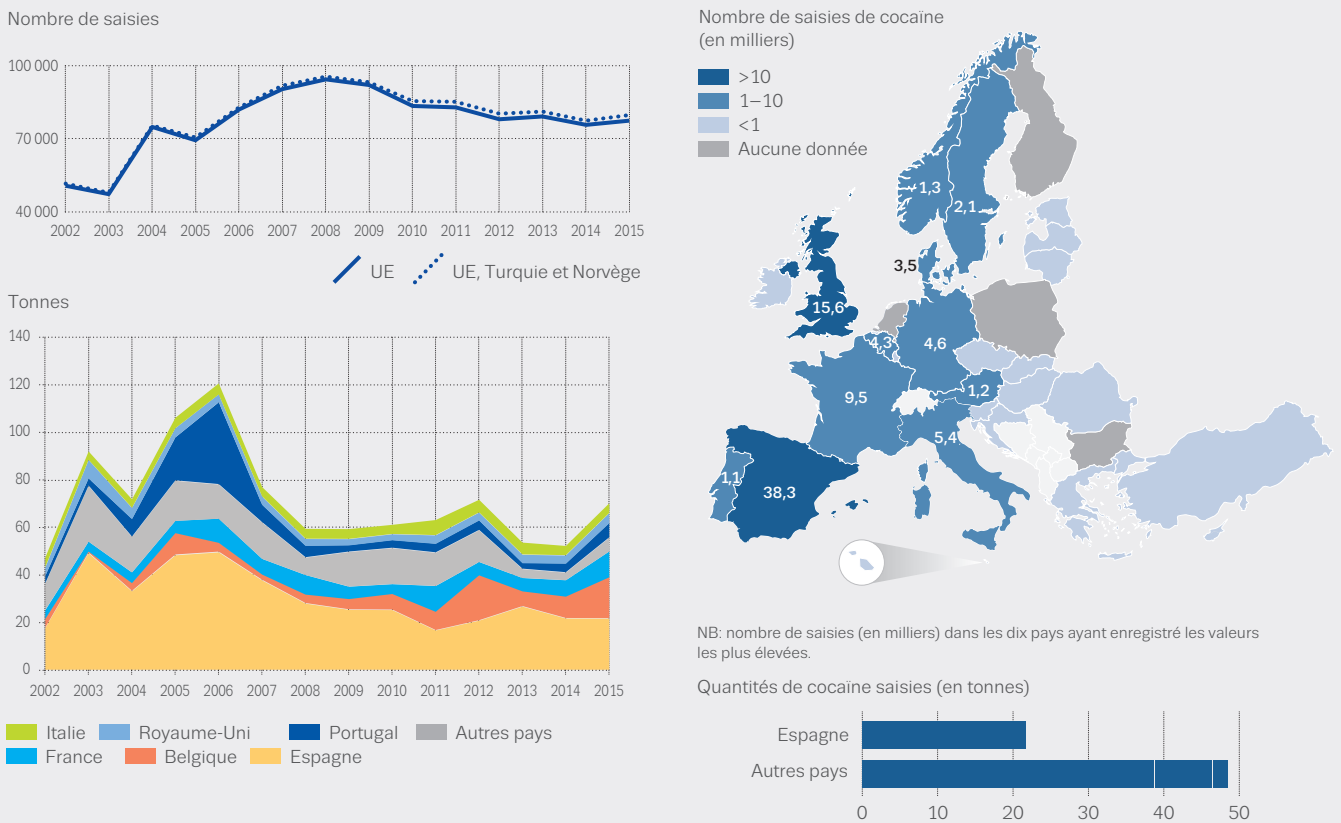 Nombre de saisies
100 000
70 000
40 000
2002 2003 2004 2005 2006 2007 2008 2009 2010 2011 2012 2013 2014 2015
UE UE, Turquie et Norvège
Tonnes
140
120
100
80
60
40
20
0
2002 2003 2004 2005 2006 2007 2008 2009 2010 2011 2012 2013 2014 2015
Italie Royaume-Uni Portugal Autres pays
France Belgique Espagne
Nombre de saisies de cocaïne
(en milliers)
>10
1–10
<1
Aucune donnée
1,3
2,1
3,5
15,6
4,3
4,6
9,5
1,2
5,4
1,1
38,3
NB: nombre de saisies (en milliers) dans les dix pays ayant enregistré les valeurs
les plus élevées.
Quantités de cocaïne saisies (en tonnes)
Espagne
Autres pays
0 10 20 30 40 50